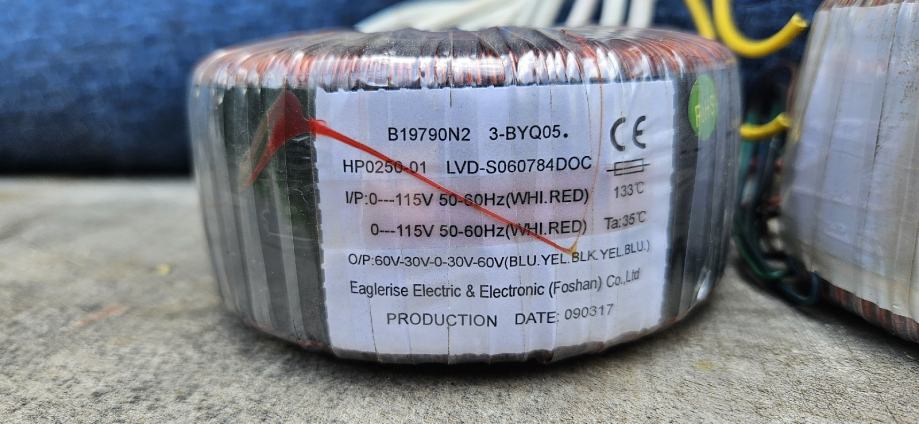 B19790N2 3-BYQ05.
CE
RoHS
HP0250-01 LVD-S060784DOC
133℃
I/P:0---115V 50-60Hz(WHI.RED)
Ta:35℃
0---115V 50-60Hz(WHI.RED)
O/P:60V-30V-0-30V-60V(BLU.YEL.BLK.YEL.BLU.)
Eaglerise Electric & Electronic (Foshan) Co.,Ltd
PRODUCTION DATE: 090317